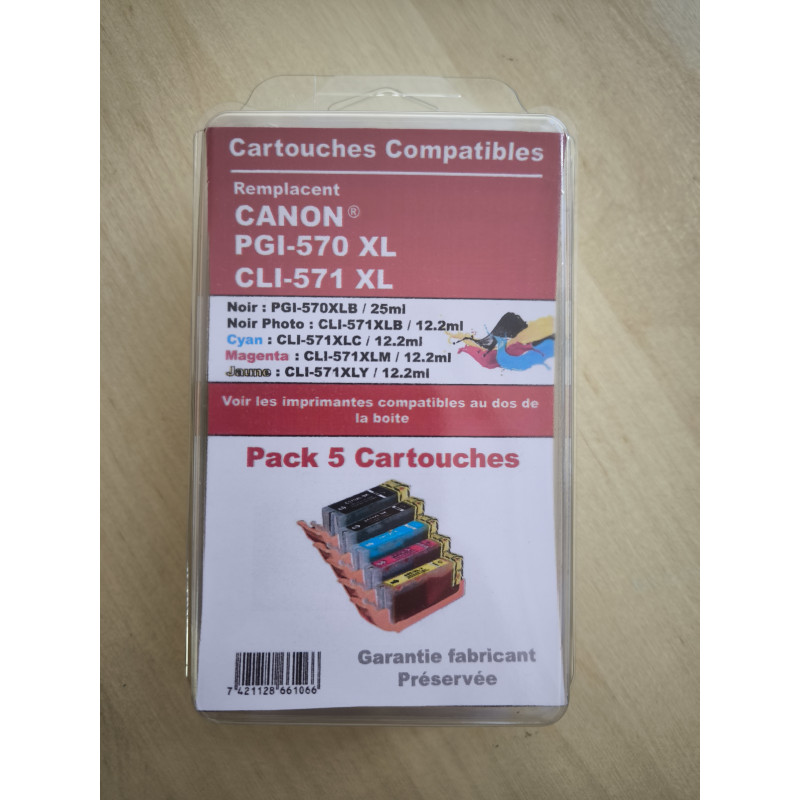 Cartouches Compatibles
Remplacent
CANON®
PGI-570 XL
CLI-571 XL
Noir : PGI-570XLB / 25ml
Noir Photo : CLI-571XLB / 12.2ml
Cyan : CLI-571XLC / 12.2ml
Magenta : CLI-571XLM / 12.2ml
Jaune : CLI-571XLY / 12.2ml
Voir les imprimantes compatibles au dos de
la boite
Pack 5 Cartouches
Garantie fabricant
Préservée
7 421128 661066